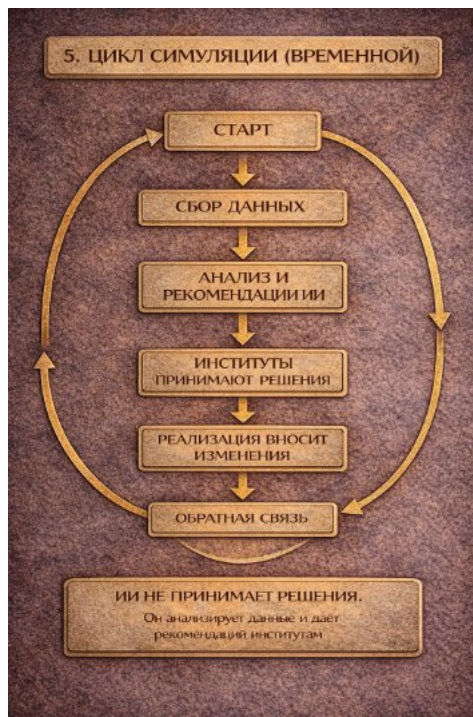 5. ЦИКЛ СИМУЛЯЦИИ (ВРЕМЕННОЙ)
СТАРТ
СБОР ДАННЫХ
АНАЛИЗ И
РЕКОМЕНДАЦИИ ИИ
ИНСТИТУТЫ
ПРИНИМАЮТ РЕШЕНИЯ
РЕАЛИЗАЦИЯ ВНОСИТ
ИЗМЕНЕНИЯ
ОБРАТНАЯ СВЯЗЬ
ИИ НЕ ПРИНИМАЕТ РЕШЕНИЯ.
Он анализирует данные и дает
рекомендаций институтам